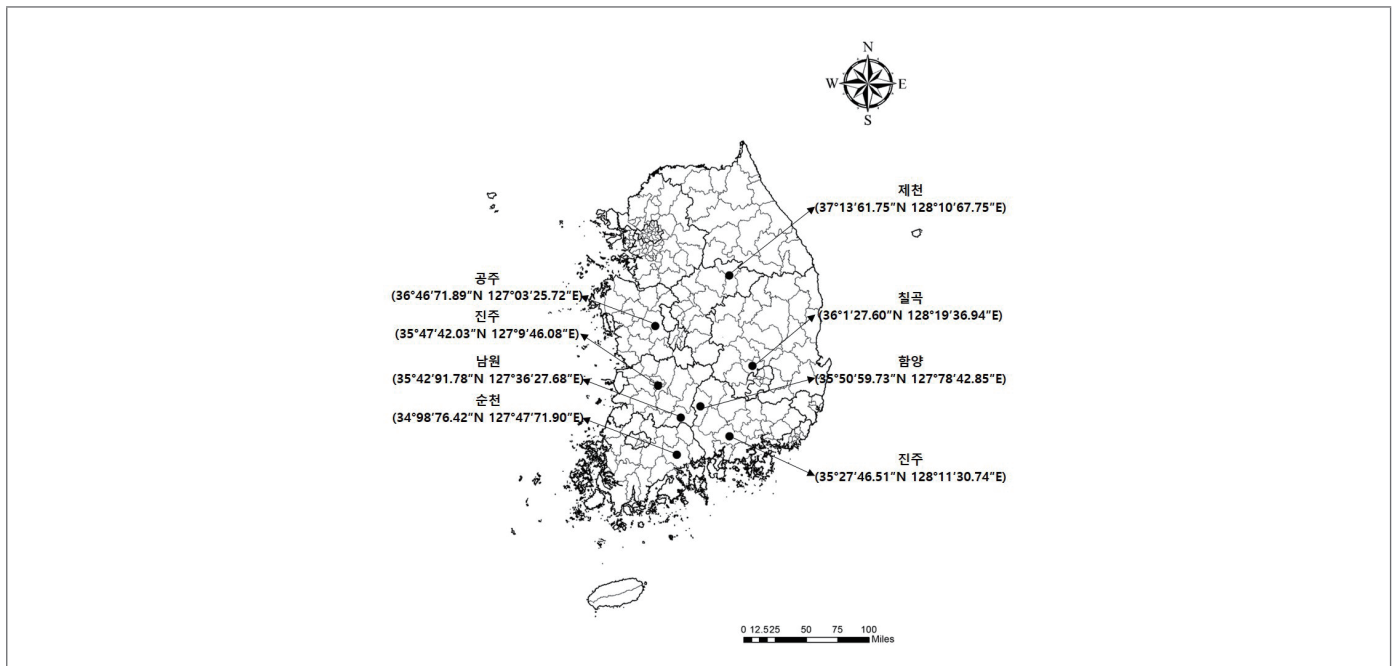 N
W E
S
제천
(37°13′61.75″N 128°10′67.75″E)
공주
(36°46′71.89″N 127°03′25.72″E)
칠곡
(36°1′27.60″N 128°19′36.94″E)
진주
(35°47′42.03″N 127°9′46.08″E)
남원
(35°42′91.78″N 127°36′27.68″E)
함양
(35°50′59.73″N 127°78′42.85″E)
순천
(34°98′76.42″N 127°47′71.90″E)
진주
(35°27′46.51″N 128°11′30.74″E)
0 12.525 50 75 100
Miles